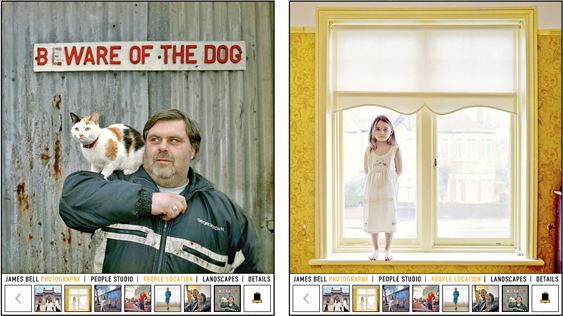 BEWARE OF THE DOG
JAMES BELL PHOTOGRAPHY | PEOPLE STUDIO | PEOPLE LOCATION | LANDSCAPES | DETAILS
JAMES BELL PHOTOGRAPHY | PEOPLE STUDIO | PEOPLE LOCATION | LANDSCAPES | DETAILS